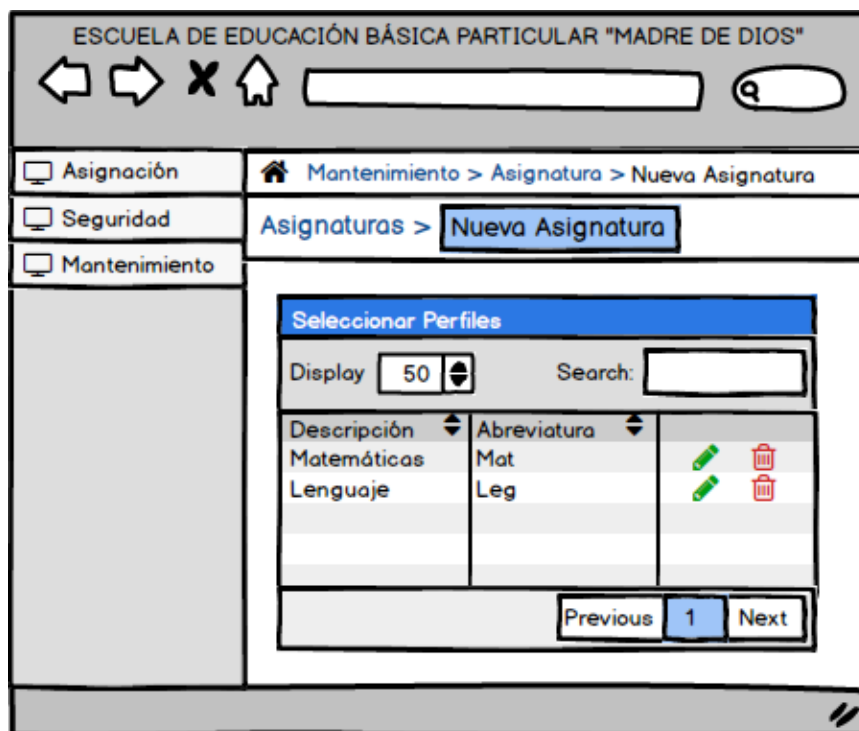 ESCUELA DE EDUCACIÓN BÁSICA PARTICULAR "MADRE DE DIOS"
Asignación
Seguridad
Mantenimiento
Mantenimiento > Asignatura > Nueva Asignatura
Asignaturas > Nueva Asignatura
Seleccionar Perfiles
Display 50 Search:
Descripción Abreviatura
Matemáticas Mat
Lenguaje Leg
Previous 1 Next